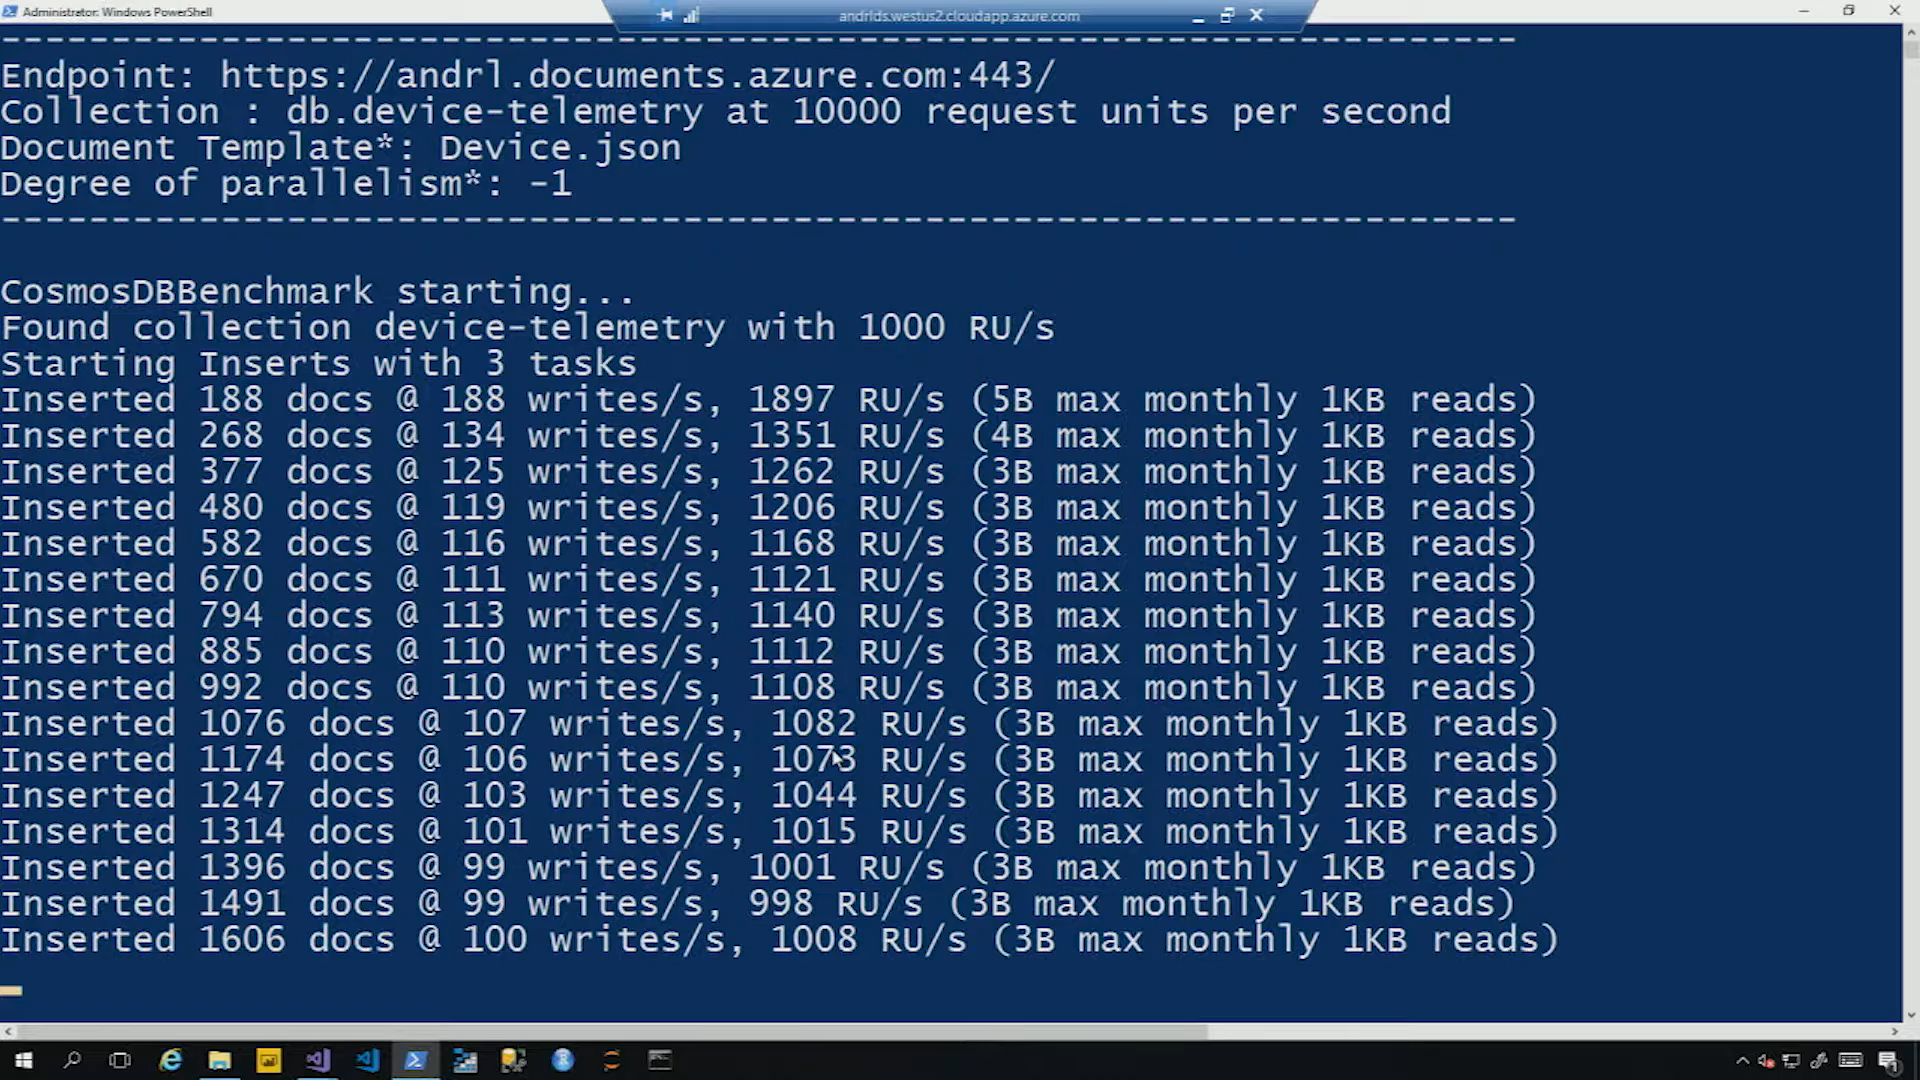 Administrator: Windows PowerShell
andrlds.westus2.cloudapp.azure.com
--------------------------------------------------------------------- 
Endpoint: https://andrl.documents.azure.com:443/
Collection : db.device-telemetry at 10000 request units per second
Document Template*: Device.json
Degree of parallelism*: -1
---------------------------------------------------------------------
CosmosDBBenchmark starting...
Found collection device-telemetry with 1000 RU/s
Starting Inserts with 3 tasks
Inserted 188 docs @ 188 writes/s, 1897 RU/s (5B max monthly 1KB reads)
Inserted 268 docs @ 134 writes/s, 1351 RU/s (4B max monthly 1KB reads)
Inserted 377 docs @ 125 writes/s, 1262 RU/s (3B max monthly 1KB reads)
Inserted 480 docs @ 119 writes/s, 1206 RU/s (3B max monthly 1KB reads)
Inserted 582 docs @ 116 writes/s, 1168 RU/s (3B max monthly 1KB reads)
Inserted 670 docs @ 111 writes/s, 1121 RU/s (3B max monthly 1KB reads)
Inserted 794 docs @ 113 writes/s, 1140 RU/s (3B max monthly 1KB reads)
Inserted 885 docs @ 110 writes/s, 1112 RU/s (3B max monthly 1KB reads)
Inserted 992 docs @ 110 writes/s, 1108 RU/s (3B max monthly 1KB reads)
Inserted 1076 docs @ 107 writes/s, 1082 RU/s (3B max monthly 1KB reads)
Inserted 1174 docs @ 106 writes/s, 1073 RU/s (3B max monthly 1KB reads)
Inserted 1247 docs @ 103 writes/s, 1044 RU/s (3B max monthly 1KB reads)
Inserted 1314 docs @ 101 writes/s, 1015 RU/s (3B max monthly 1KB reads)
Inserted 1396 docs @ 99 writes/s, 1001 RU/s (3B max monthly 1KB reads)
Inserted 1491 docs @ 99 writes/s, 998 RU/s (3B max monthly 1KB reads)
Inserted 1606 docs @ 100 writes/s, 1008 RU/s (3B max monthly 1KB reads)